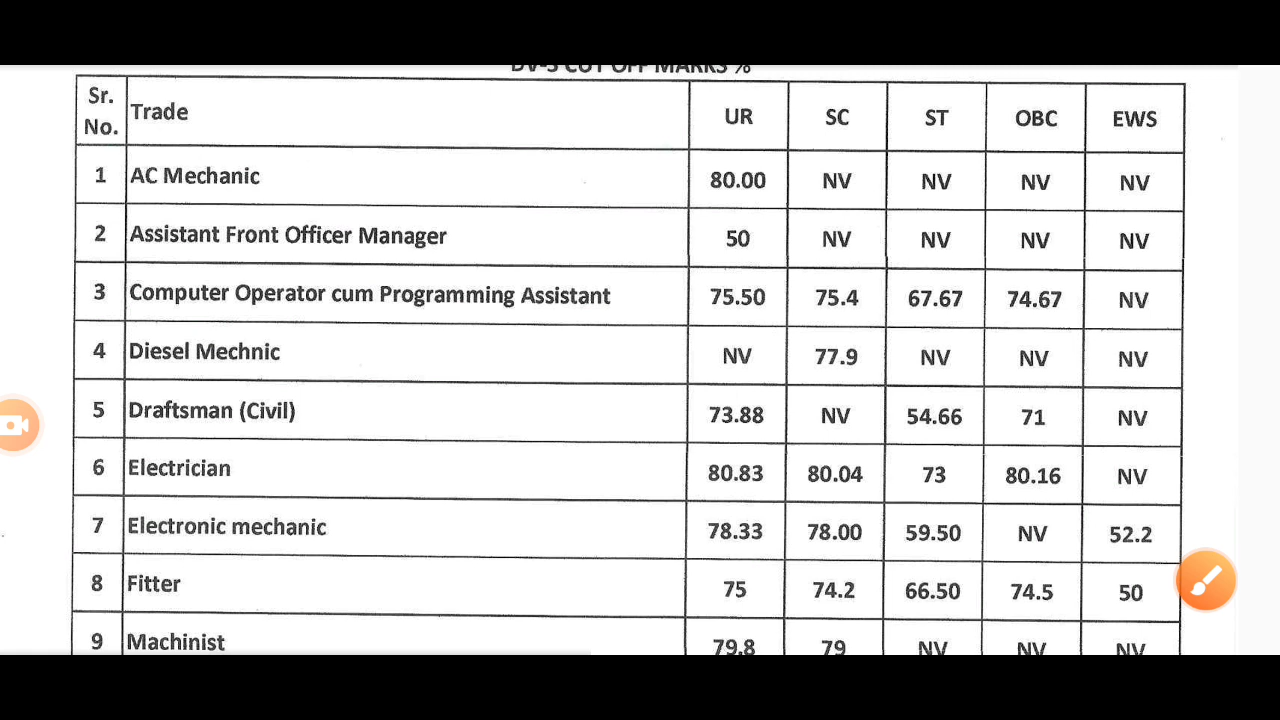 DV-3 CUT OFF MARKS %
Sr. No. Trade UR SC ST OBC EWS
1 AC Mechanic 80.00 NV NV NV NV
2 Assistant Front Officer Manager 50 NV NV NV NV
3 Computer Operator cum Programming Assistant 75.50 75.4 67.67 74.67 NV
4 Diesel Mechnic NV 77.9 NV NV NV
5 Draftsman (Civil) 73.88 NV 54.66 71 NV
6 Electrician 80.83 80.04 73 80.16 NV
7 Electronic mechanic 78.33 78.00 59.50 NV 52.2
8 Fitter 75 74.2 66.50 74.5 50
9 Machinist 79.8 79 NV NV NV